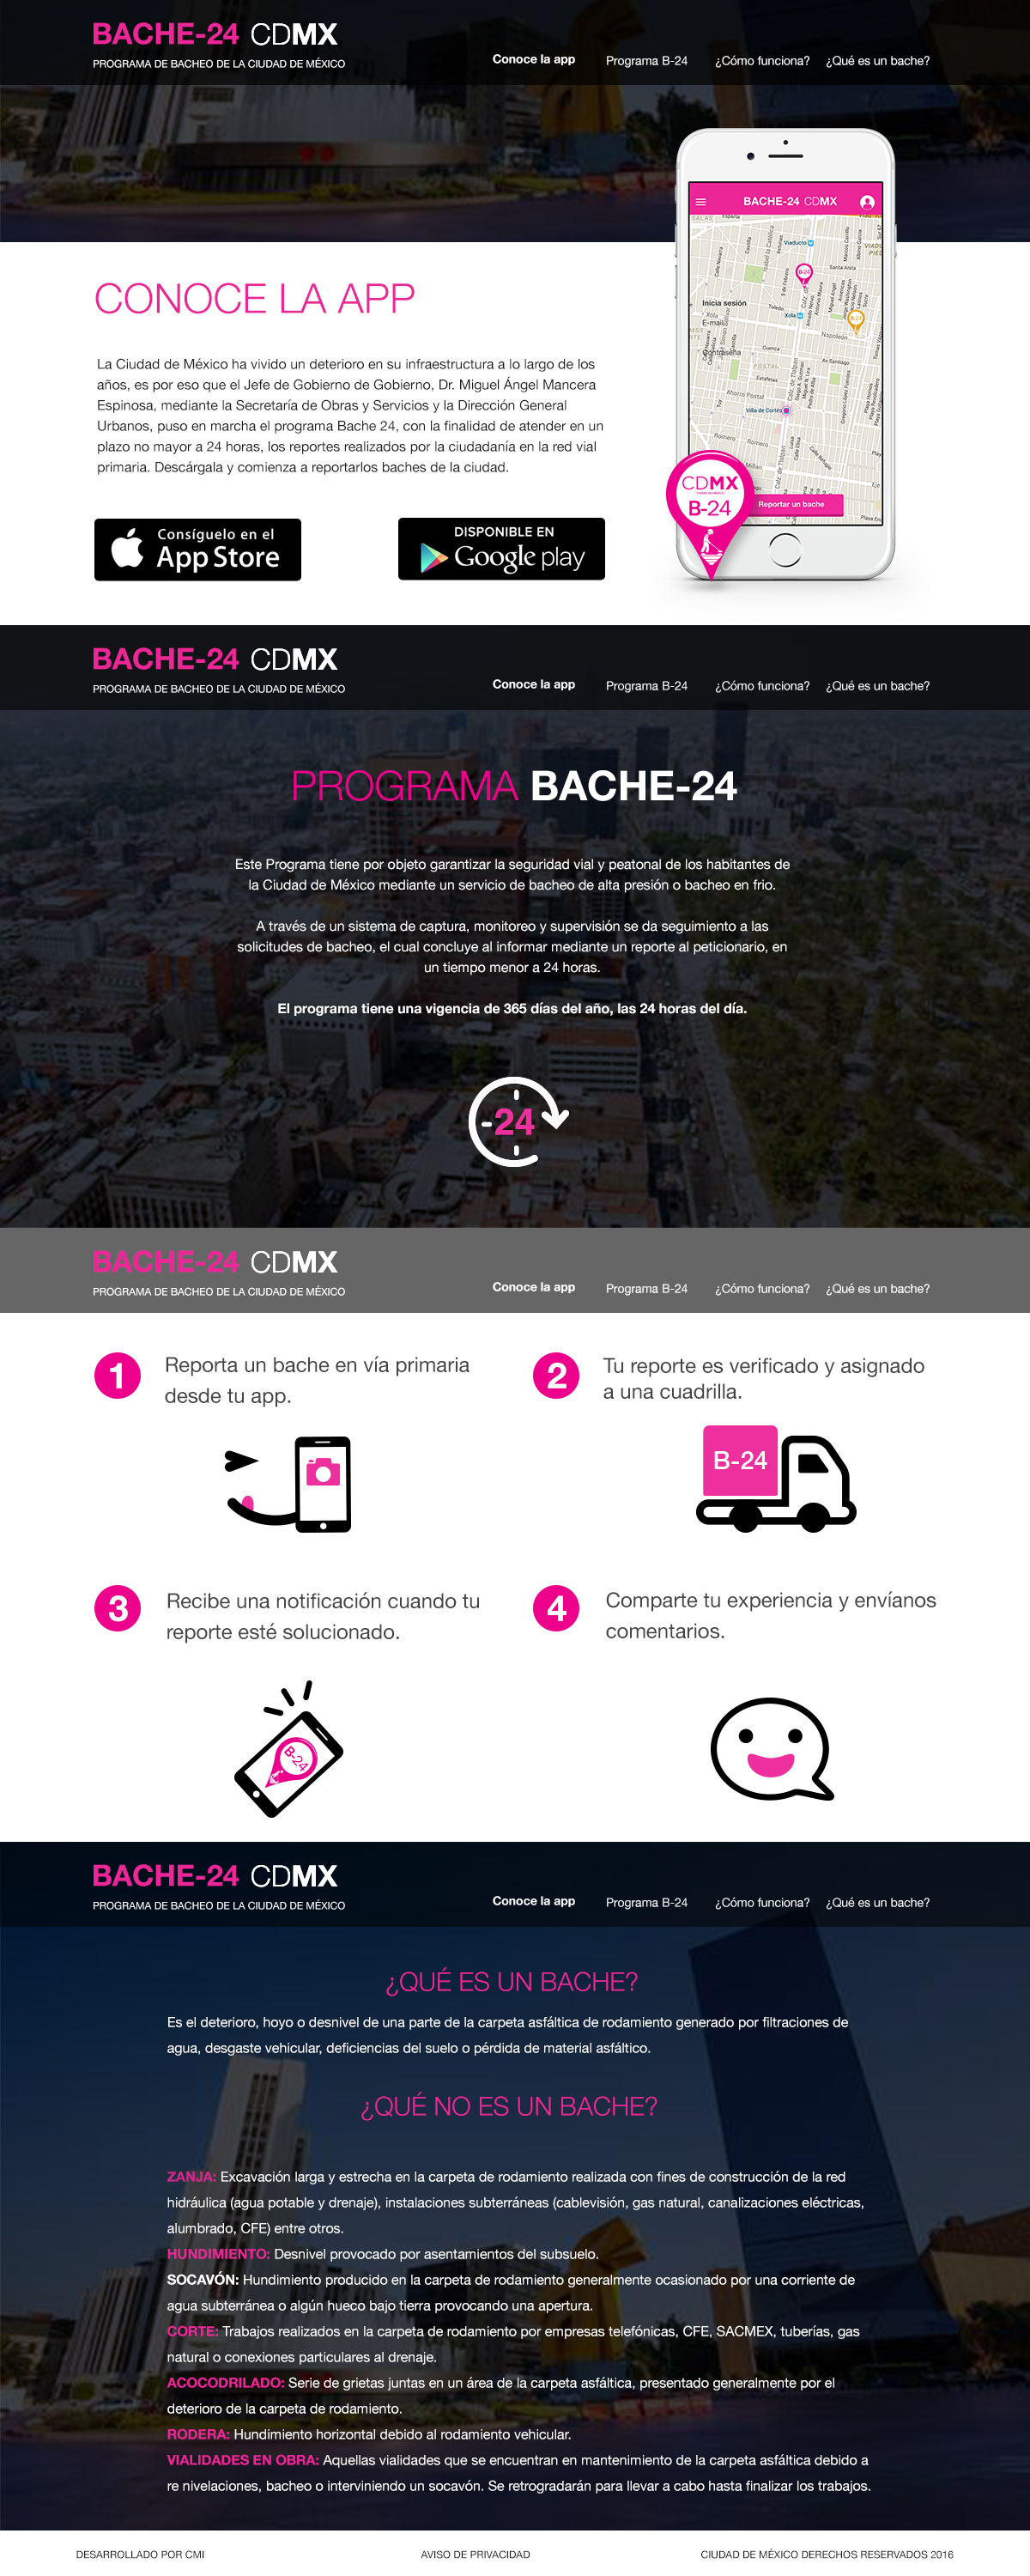 BACHE-24 CDMX
PROGRAMA DE BACHEO DE LA CIUDAD DE MÉXICO
Conoce la app Programa B-24 ¿Cómo funciona? ¿Qué es un bache?
BACHE-24 CDMX
Viaducto
Santa Anita
B-24
Inicia sesión
Toledo
Xola
Xola
E-mail
B-24
Napoleon
Cuenca
Contraseña
Av Santiago
POSTAL
Estafetas
Ahorro Postal
Villa de Cortés
Romero
Romero
CDMX
B-24
Reportar un bache
CONOCE LA APP
La Ciudad de México ha vivido un deterioro en su infraestructura a lo largo de los
años, es por eso que el Jefe de Gobierno de Gobierno, Dr. Miguel Ángel Mancera
Espinosa, mediante la Secretaría de Obras y Servicios y la Dirección General
Urbanos, puso en marcha el programa Bache 24, con la finalidad de atender en un
plazo no mayor a 24 horas, los reportes realizados por la ciudadanía en la red vial
primaria. Descárgala y comienza a reportarlos baches de la ciudad.
Consíguelo en el
App Store
DISPONIBLE EN
Google play
BACHE-24 CDMX
PROGRAMA DE BACHEO DE LA CIUDAD DE MÉXICO
Conoce la app Programa B-24 ¿Cómo funciona? ¿Qué es un bache?
PROGRAMA BACHE-24
Este Programa tiene por objeto garantizar la seguridad vial y peatonal de los habitantes de
la Ciudad de México mediante un servicio de bacheo de alta presión o bacheo en frio.
A través de un sistema de captura, monitoreo y supervisión se da seguimiento a las
solicitudes de bacheo, el cual concluye al informar mediante un reporte al peticionario, en
un tiempo menor a 24 horas.
El programa tiene una vigencia de 365 días del año, las 24 horas del día.
24
BACHE-24 CDMX
PROGRAMA DE BACHEO DE LA CIUDAD DE MÉXICO
Conoce la app Programa B-24 ¿Cómo funciona? ¿Qué es un bache?
1 Reporta un bache en vía primaria
desde tu app.
2 Tu reporte es verificado y asignado
a una cuadrilla.
B-24
3 Recibe una notificación cuando tu
reporte esté solucionado.
B-24
4 Comparte tu experiencia y envíanos
comentarios.
BACHE-24 CDMX
PROGRAMA DE BACHEO DE LA CIUDAD DE MÉXICO
Conoce la app Programa B-24 ¿Cómo funciona? ¿Qué es un bache?
¿QUÉ ES UN BACHE?
Es el deterioro, hoyo o desnivel de una parte de la carpeta asfáltica de rodamiento generado por filtraciones de
agua, desgaste vehicular, deficiencias del suelo o pérdida de material asfáltico.
¿QUÉ NO ES UN BACHE?
ZANJA: Excavación larga y estrecha en la carpeta de rodamiento realizada con fines de construcción de la red
hidráulica (agua potable y drenaje), instalaciones subterráneas (cablevisión, gas natural, canalizaciones eléctricas,
alumbrado, CFE) entre otros.
HUNDIMIENTO: Desnivel provocado por asentamientos del subsuelo.
SOCAVÓN: Hundimiento producido en la carpeta de rodamiento generalmente ocasionado por una corriente de
agua subterránea o algún hueco bajo tierra provocando una apertura.
CORTE: Trabajos realizados en la carpeta de rodamiento por empresas telefónicas, CFE, SACMEX, tuberías, gas
natural o conexiones particulares al drenaje.
ACOCODRILADO: Serie de grietas juntas en un área de la carpeta asfáltica, presentado generalmente por el
deterioro de la carpeta de rodamiento.
RODERA: Hundimiento horizontal debido al rodamiento vehicular.
VIALIDADES EN OBRA: Aquellas vialidades que se encuentran en mantenimiento de la carpeta asfáltica debido a
re nivelaciones, bacheo o interviniendo un socavón. Se retrogradarán para llevar a cabo hasta finalizar los trabajos.
DESARROLLADO POR CMI AVISO DE PRIVACIDAD CIUDAD DE MÉXICO DERECHOS RESERVADOS 2016